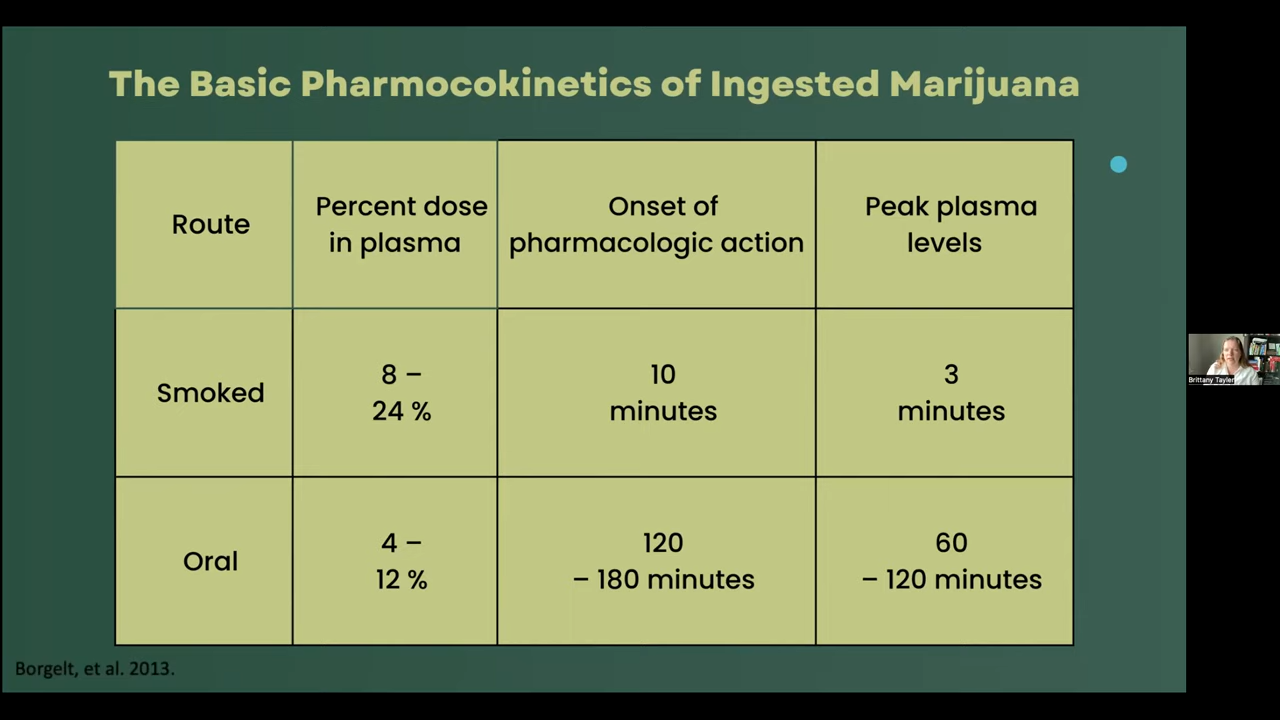 The Basic Pharmocokinetics of Ingested Marijuana
Route
Percent dose
in plasma
Onset of
pharmacologic action
Peak plasma
levels
Smoked
8 –
24 %
10
minutes
3
minutes
Oral
4 –
12 %
120
– 180 minutes
60
– 120 minutes
Borgelt, et al. 2013.
Brittany Tayler